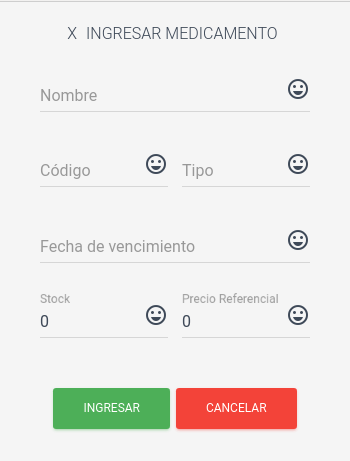 X INGRESAR MEDICAMENTO
Nombre
Código Tipo
Fecha de vencimiento
Stock Precio Referencial
0 0
INGRESAR CANCELAR